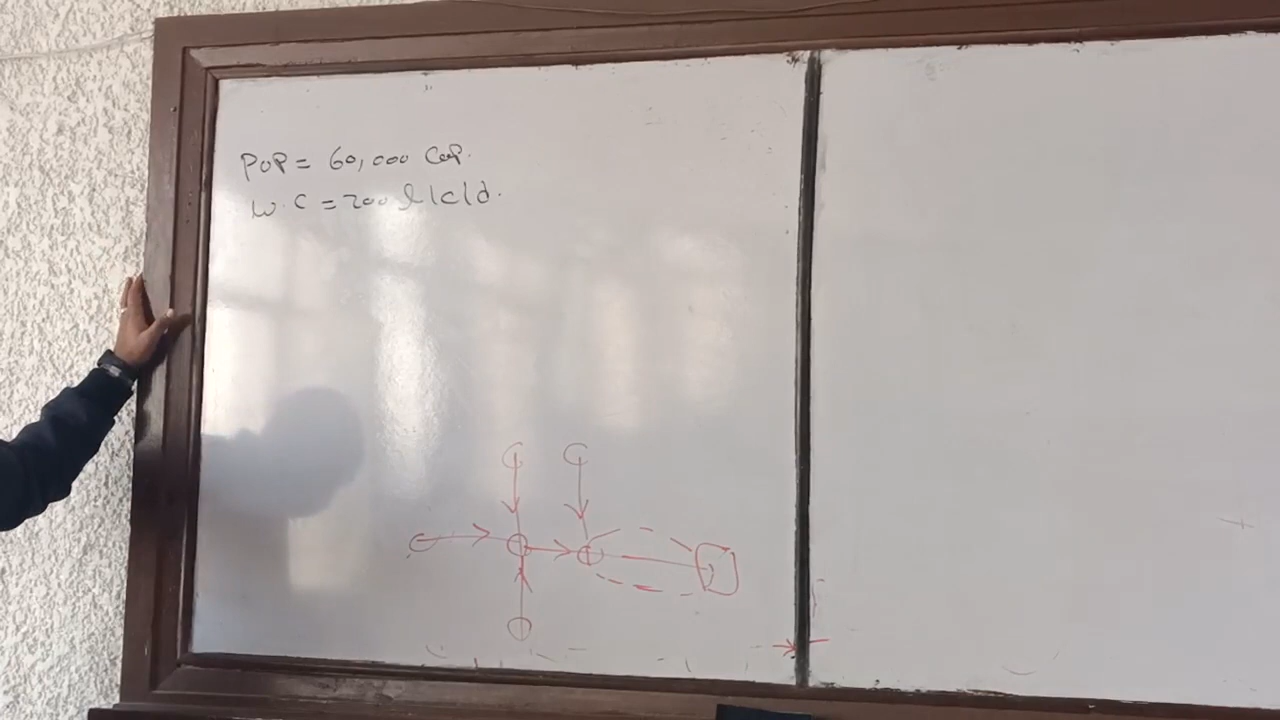 POP = 60,000 Cap.
W.C = 200 l/c/d.